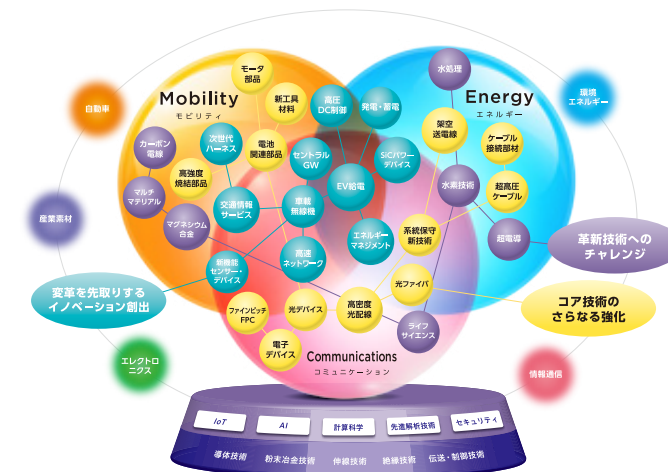 Mobility
モビリティ
Energy
エネルギー
Communications
コミュニケーション
自動車
産業素材
エレクトロ
ニクス
環境
エネルギー
情報通信
モータ
部品
新工具
材料
高圧
DC制御
発電・蓄電
水処理
架空
送電線
ケーブル
接続部材
カーボン
電線
次世代
ハーネス
電池
関連部品
セントラル
GW
SiCパワー
デバイス
高強度
焼結部品
EV給電
水素技術
超高圧
ケーブル
マルチ
マテリアル
交通情報
サービス
車載
無線機
マグネシウム
合金
エネルギー
マネジメント
系統保守
新技術
超電導
新機能
センサー・
デバイス
高速
ネットワーク
光ファイバ
ファインピッチ
FPC
光デバイス
高密度
光配線
ライフ
サイエンス
電子
デバイス
革新技術への
チャレンジ
変革を先取りする
イノベーション創出
コア技術の
さらなる強化
IoT
AI
計算科学
先進解析技術
セキュリティ
導体技術
粉末冶金技術
伸線技術
絶縁技術
伝送・制御技術